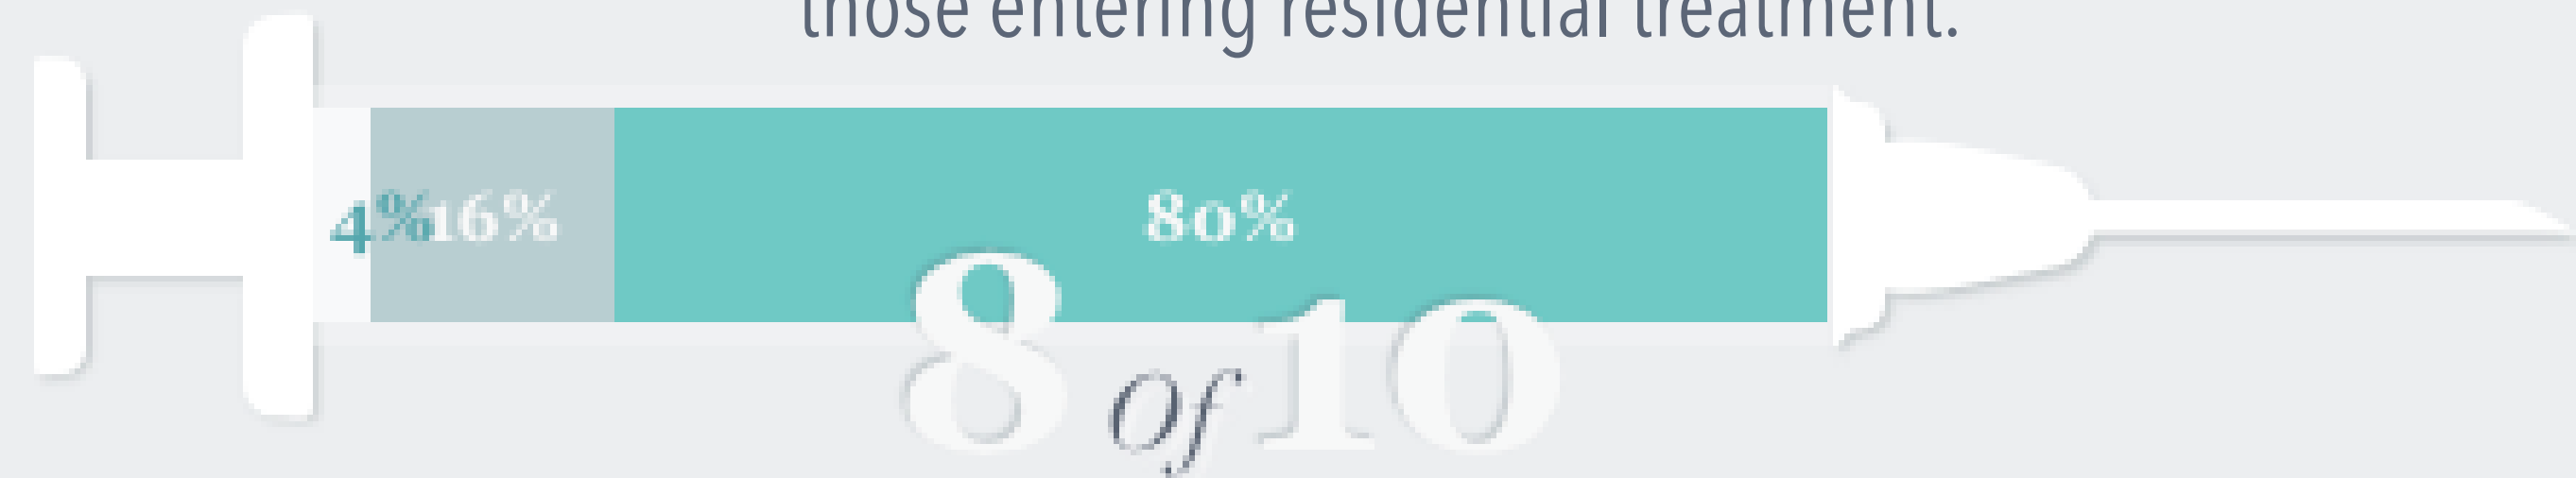 those entering residential treatment.
4% 16% 80%
8 of 10